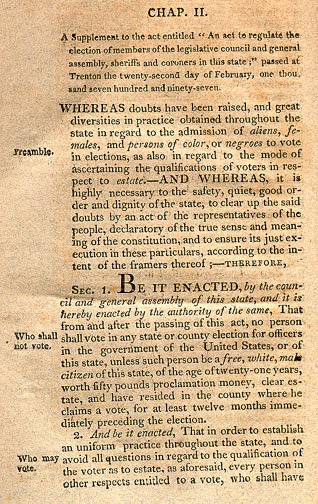 CHAP. II.
A Supplement to the act entitled "An act to regulate the
election of members of the legislative council and general
assembly, sheriffs and coroners in this state;" passed at
Trenton the twenty-second day of February, one thou.
sand seven hundred and ninety-seven.
WHEREAS doubts have been raised, and great
diversities in practice obtained throughout the
state in regard to the admission of aliens, fe-
males, and persons of color, or negroes to vote
Preamble.
in elections, as also in regard to the mode of
ascertaining the qualifications of voters in res-
pect to estate.—AND WHEREAS, it is
highly necessary to the safety, quiet, good or-
der and dignity of the state, to clear up the said
doubts by an act of the representatives of the
people, declaratory of the true sense and mean-
ing of the constitution, and to ensure its just ex-
ecution in these particulars, according to the in-
tent of the framers thereof;—THEREFORE,
SEC. 1. BE IT ENACTED, by the coun-
cil and general assembly of this state, and it is
hereby enacted by the authority of the same, That
from and after the passing of this act, no person
Who shall
not vote.
shall vote in any state or county election for officers
in the government of the United States, or of
this state, unless such person be a free, white, male
citizen of this state, of the age of twenty-one years,
worth fifty pounds proclamation money, clear es-
tate, and have resided in the county where he
claims a vote, for at least twelve months imme-
diately preceding the election.
2. And be it enacted, That in order to establish
an uniform practice throughout the state, and to
Who may
vote.
avoid all questions in regard to the qualification of
the voter as to estate, as aforesaid, every person in
other respects entitled to a vote, who shall have